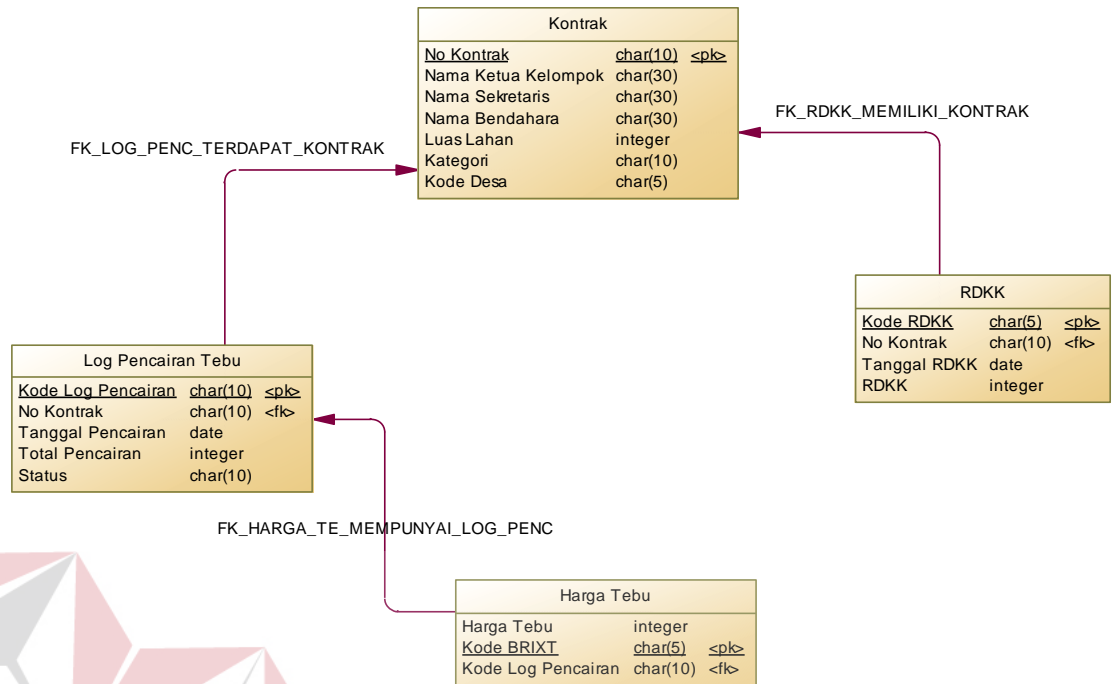 Kontrak
No Kontrak char(10) <pk>
Nama Ketua Kelompok char(30)
Nama Sekretaris char(30)
Nama Bendahara char(30)
Luas Lahan integer
Kategori char(10)
Kode Desa char(5)
FK_RDKK_MEMILIKI_KONTRAK
FK_LOG_PENC_TERDAPAT_KONTRAK
RDKK
Kode RDKK char(5) <pk>
No Kontrak char(10) <fk>
Tanggal RDKK date
RDKK integer
Log Pencairan Tebu
Kode Log Pencairan char(10) <pk>
No Kontrak char(10) <fk>
Tanggal Pencairan date
Total Pencairan integer
Status char(10)
FK_HARGA_TE_MEMPUNYAI_LOG_PENC
Harga Tebu
Harga Tebu integer
Kode BRIXT char(5) <pk>
Kode Log Pencairan char(10) <fk>